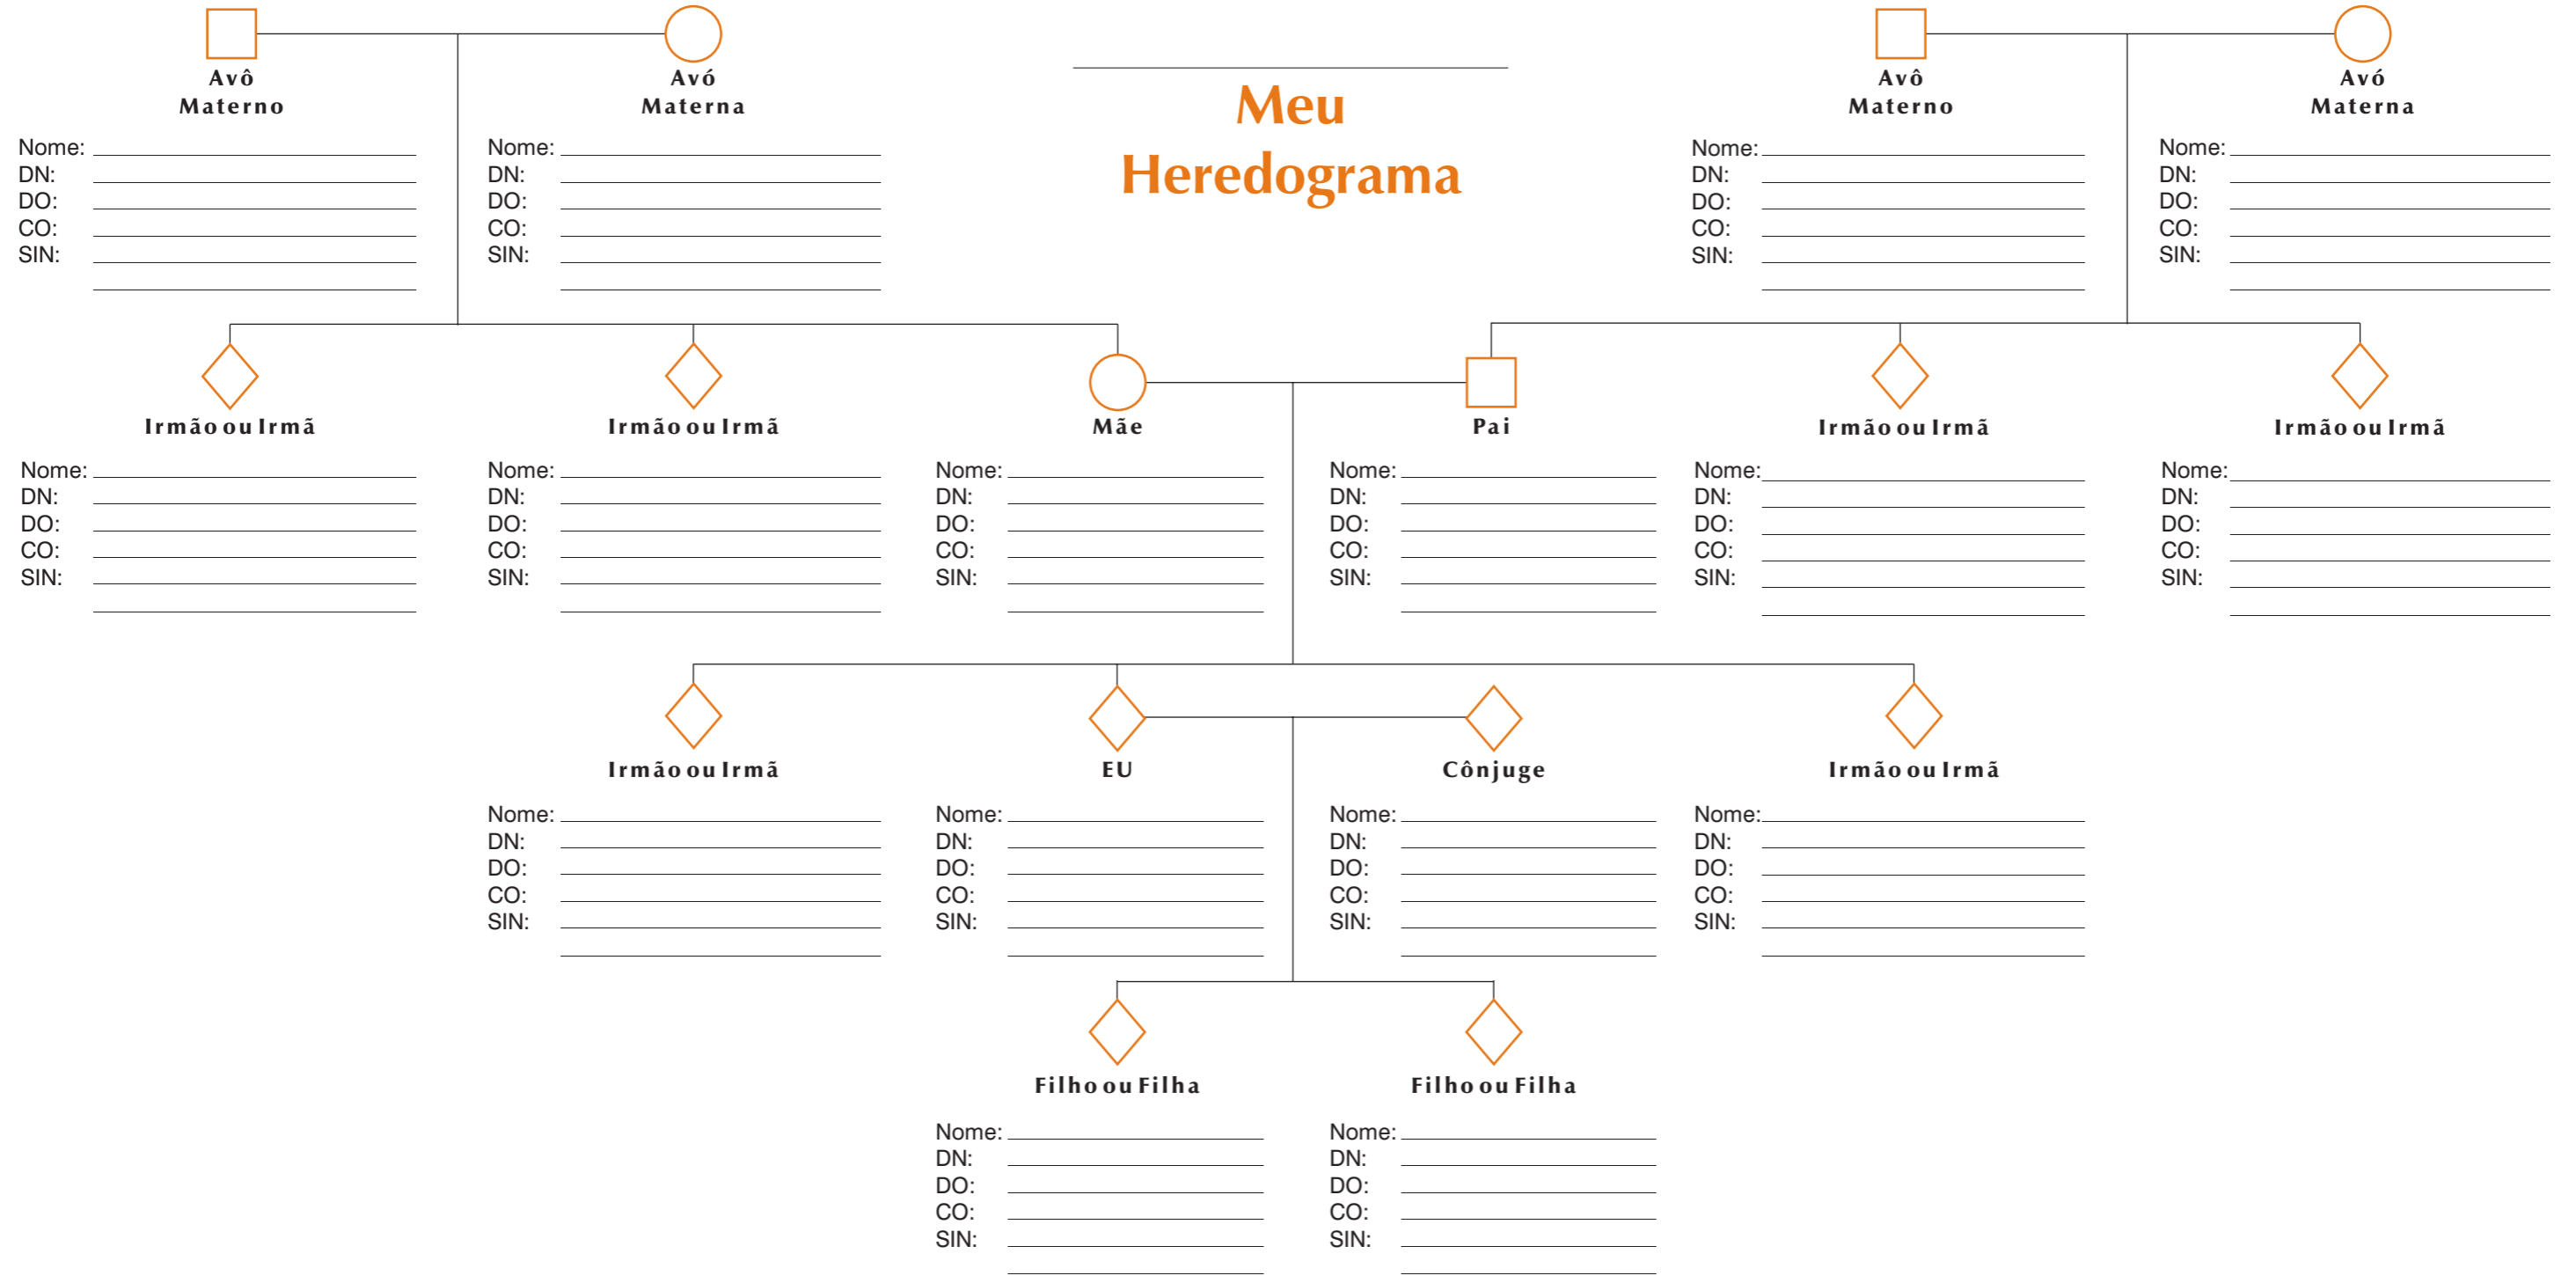 Avô
Materno
Nome:
DN:
DO:
CO:
SIN:
Avó
Materna
Nome:
DN:
DO:
CO:
SIN:
Meu
Heredograma
Avô
Materno
Nome:
DN:
DO:
CO:
SIN:
Avó
Materna
Nome:
DN:
DO:
CO:
SIN:
Irmão ou Irmã
Nome:
DN:
DO:
CO:
SIN:
Irmão ou Irmã
Nome:
DN:
DO:
CO:
SIN:
Mãe
Nome:
DN:
DO:
CO:
SIN:
Pai
Nome:
DN:
DO:
CO:
SIN:
Irmão ou Irmã
Nome:
DN:
DO:
CO:
SIN:
Irmão ou Irmã
Nome:
DN:
DO:
CO:
SIN:
Irmão ou Irmã
Nome:
DN:
DO:
CO:
SIN:
EU
Nome:
DN:
DO:
CO:
SIN:
Cônjuge
Nome:
DN:
DO:
CO:
SIN:
Irmão ou Irmã
Nome:
DN:
DO:
CO:
SIN:
Filho ou Filha
Nome:
DN:
DO:
CO:
SIN:
Filho ou Filha
Nome:
DN:
DO:
CO:
SIN: